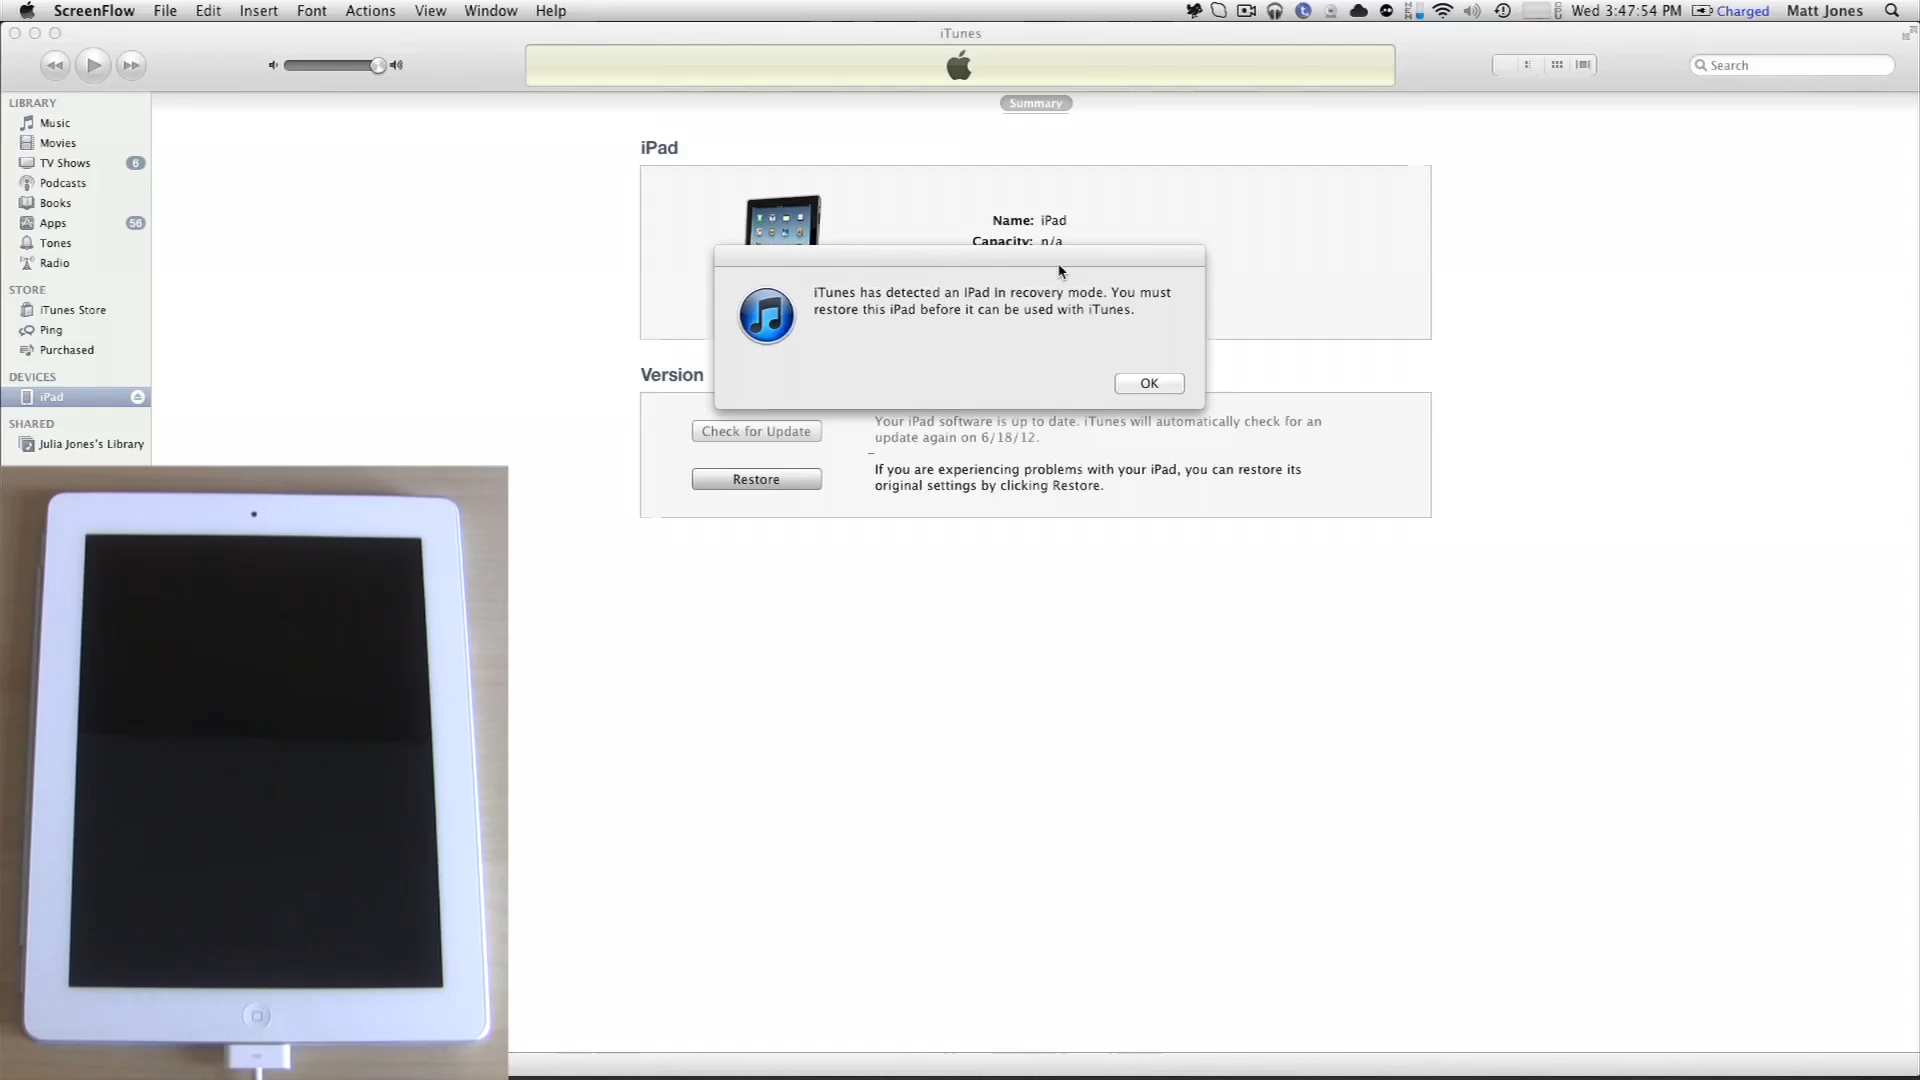 ScreenFlow File Edit Insert Font Actions View Window Help Wed 3:47:54 PM Charged Matt Jones
iTunes
Search
LIBRARY
Music
Movies
TV Shows 6
Podcasts
Books
Apps 56
Tones
Radio
STORE
iTunes Store
Ping
Purchased
DEVICES
iPad
SHARED
Julia Jones's Library
Summary
iPad
Name: iPad
Capacity: n/a
iTunes has detected an iPad in recovery mode. You must
restore this iPad before it can be used with iTunes.
OK
Version
Check for Update
Your iPad software is up to date. iTunes will automatically check for an
update again on 6/18/12.
Restore
If you are experiencing problems with your iPad, you can restore its
original settings by clicking Restore.